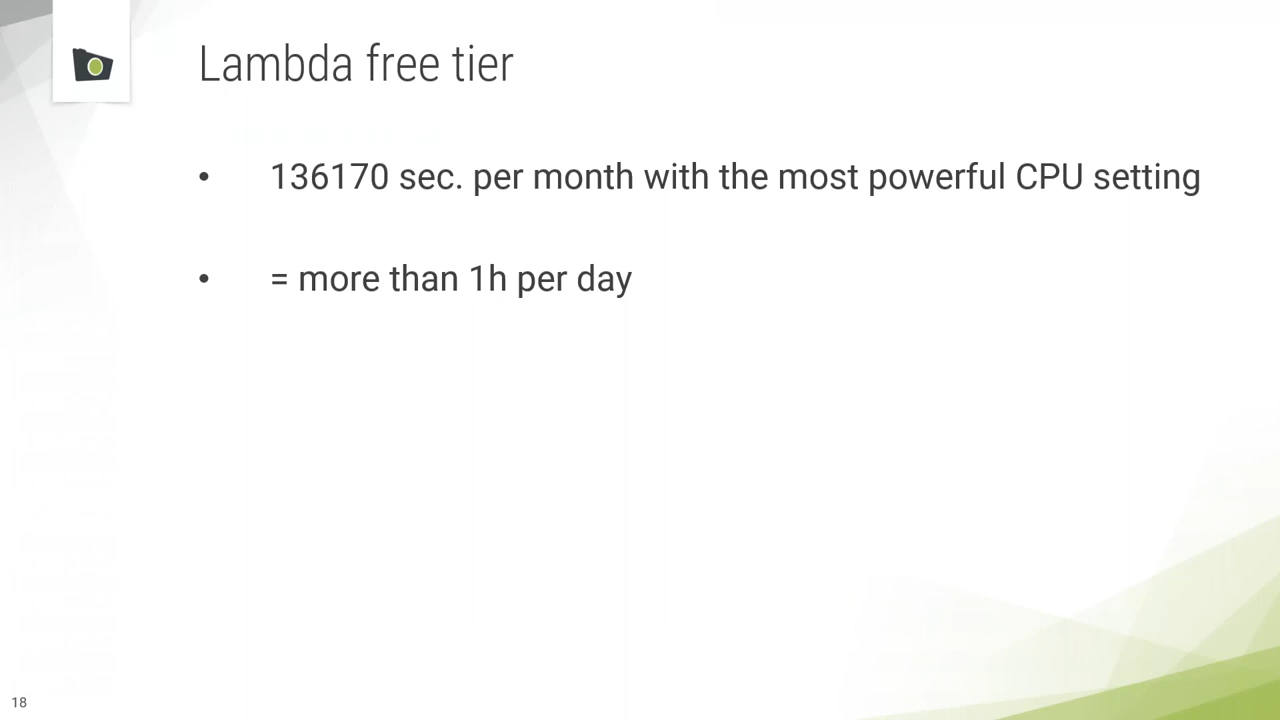 Lambda free tier
• 136170 sec. per month with the most powerful CPU setting
• = more than 1h per day
18